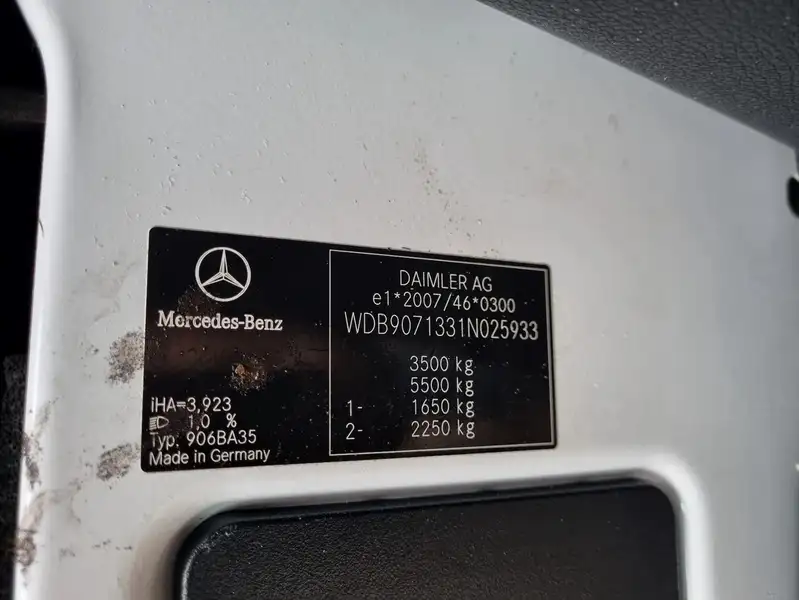 Mercedes-Benz
iHA=3,923
1,0 %
Typ: 906BA35
Made in Germany
DAIMLER AG
e1*2007/46*0300
WDB9071331N025933
3500 kg
5500 kg
1- 1650 kg
2- 2250 kg